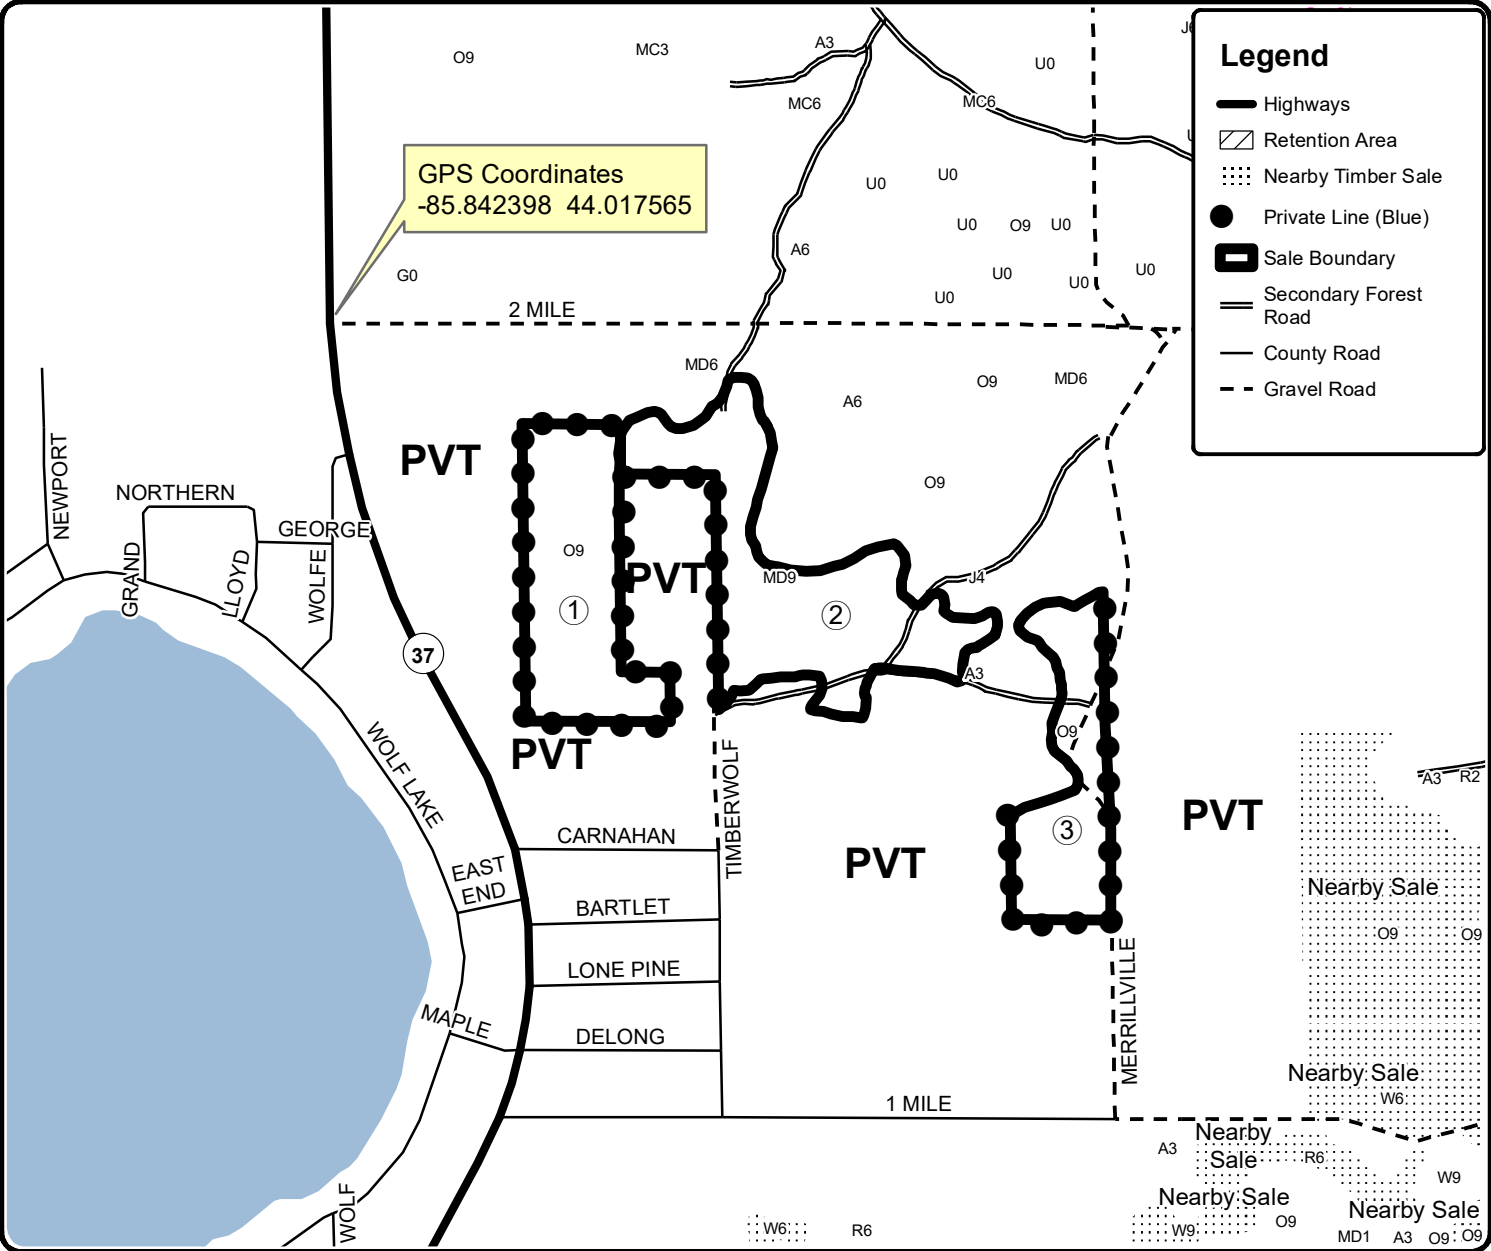 Legend
Highways
Retention Area
Nearby Timber Sale
Private Line (Blue)
Sale Boundary
Secondary Forest
Road
County Road
Gravel Road
O9
MC3
A3
MC6
MC6
U0
GPS Coordinates
-85.842398 44.017565
U0
U0
U0
O9
U0
A6
G0
U0
U0
U0
U0
2 MILE
MD6
O9
MD6
A6
PVT
O9
NEWPORT
NORTHERN
GEORGE
GRAND
LLOYD
WOLFE
O9
1
PVT
MD9
2
J4
37
A3
O9
PVT
WOLF LAKE
TIMBERWOLF
A3
R2
PVT
3
CARNAHAN
PVT
EAST
END
Nearby Sale
BARTLET
O9
O9
LONE PINE
MERRILLVILLE
MAPLE
DELONG
Nearby Sale
W6
1 MILE
Nearby
Sale
A3
R6
W9
Nearby Sale
Nearby Sale
WOLF
W6
R6
W9
O9
MD1
A3
O9
O9